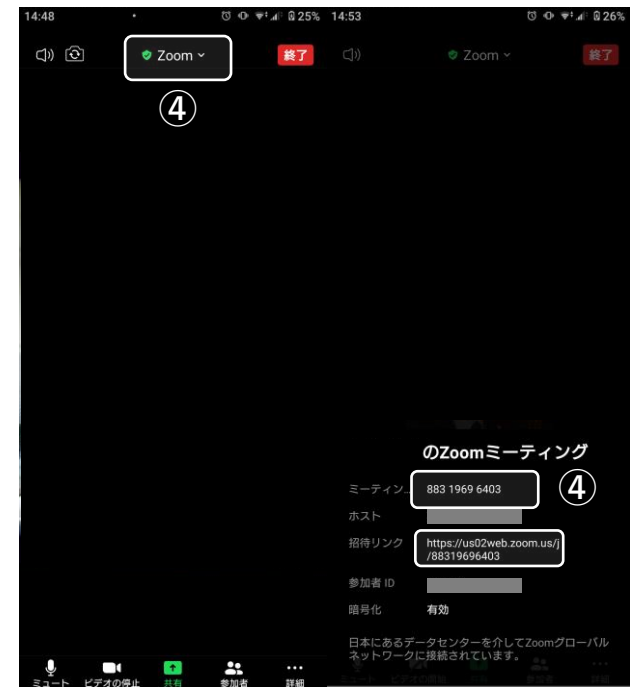 14:48
25%
Zoom
終了
④
ミュート
ビデオの停止
共有
参加者
詳細
14:53
26%
Zoom
終了
のZoomミーティング
ミーティン...
883 1969 6403
④
ホスト
招待リンク
https://us02web.zoom.us/j
/88319696403
参加者 ID
暗号化
有効
日本にあるデータセンターを介してZoomグローバル
ネットワークに接続されています。